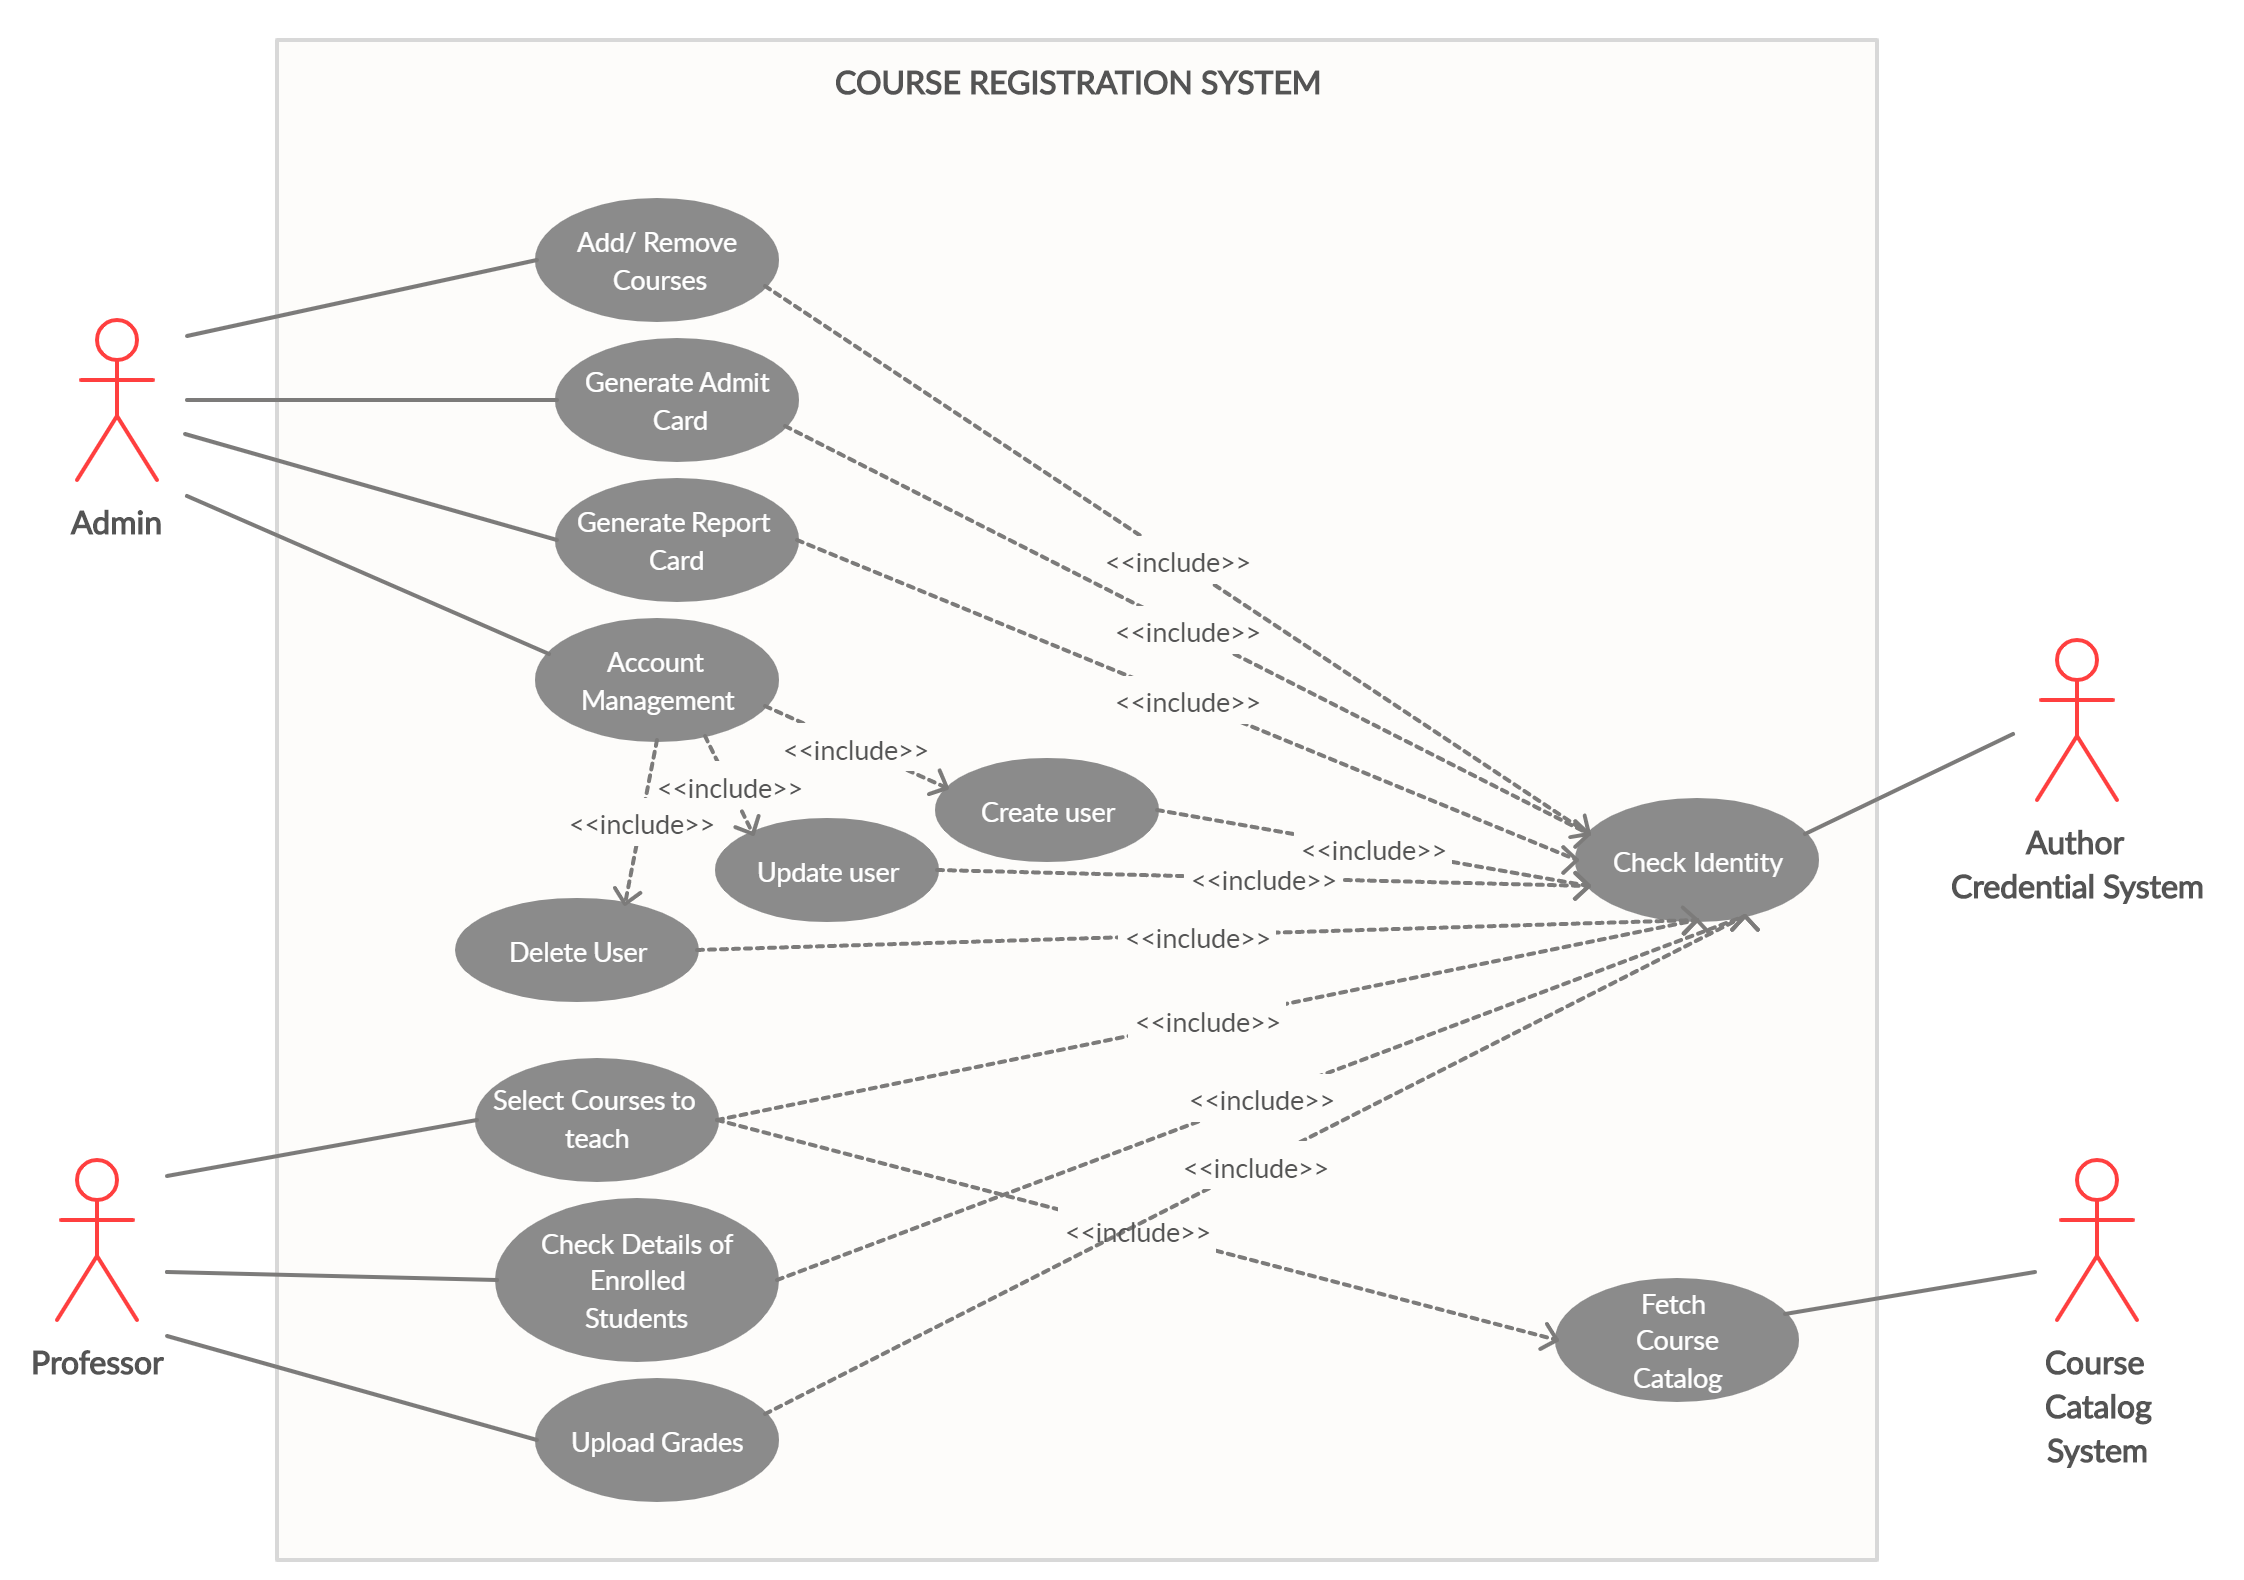 COURSE REGISTRATION SYSTEM
Add/ Remove
Courses
Generate Admit
Card
Admin
Generate Report
Card
<<include>>
<<include>>
Account
Management
<<include>>
<<include>>
<<include>>
<<include>>
Create user
<<include>>
Update user
<<include>>
Check Identity
Author
Credential System
<<include>>
Delete User
<<include>>
<<include>>
Select Courses to
teach
<<include>>
<<include>>
<<include>>
Check Details of
Enrolled
Students
Professor
Fetch
Course
Catalog
Course
Catalog
System
Upload Grades